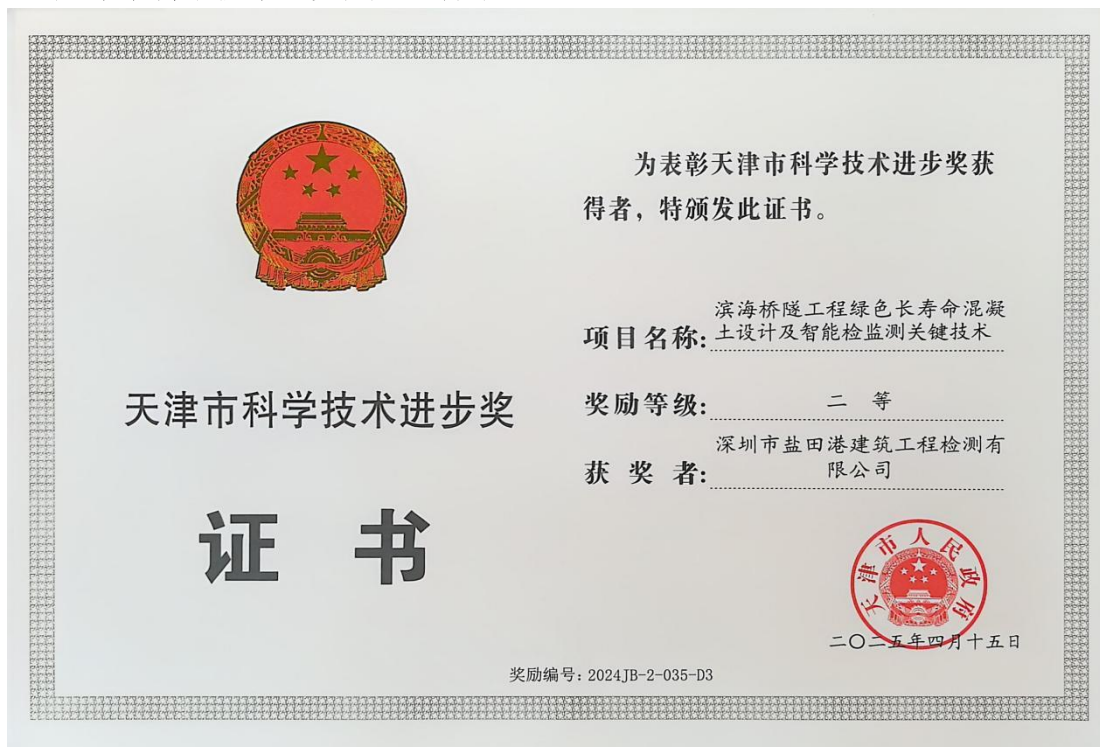 天津市科学技术进步奖
证 书
为表彰天津市科学技术进步奖获
得者，特颁发此证书。
项目名称:
滨海桥隧工程绿色长寿命混凝
土设计及智能检监测关键技术
奖励等级: 二 等
获 奖 者:
深圳市盐田港建筑工程检测有
限公司
天津市人民政府
二〇二五年四月十五日
奖励编号: 2024JB-2-035-D3